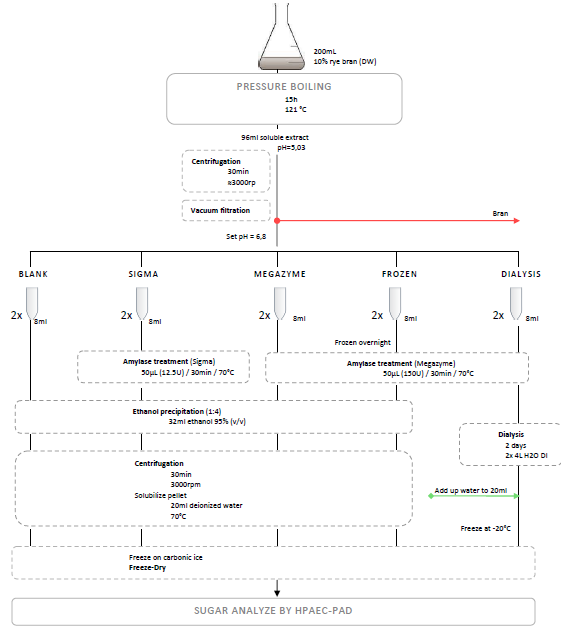 200mL
10% rye bran (DW)
PRESSURE BOILING
15h
121 °C
96ml soluble extract
pH=5,03
Centrifugation
30min
≈3000rp
Vacuum filtration
Bran
Set pH = 6,8
BLANK
SIGMA
MEGAZYME
FROZEN
DIALYSIS
2x 8ml
2x 8ml
2x 8ml
2x 8ml
2x 8ml
Frozen overnight
Amylase treatment (Sigma)
50µL (12.5U) / 30min / 70°C
Amylase treatment (Megazyme)
50µL (150U) / 30min / 70°C
Ethanol precipitation (1:4)
32ml ethanol 95% (v/v)
Dialysis
2 days
2x 4L H2O DI
Centrifugation
30min
3000rpm
Solubilize pellet
20ml deionized water
70°C
Add up water to 20ml
Freeze at -20°C
Freeze on carbonic ice
Freeze-Dry
SUGAR ANALYZE BY HPAEC-PAD